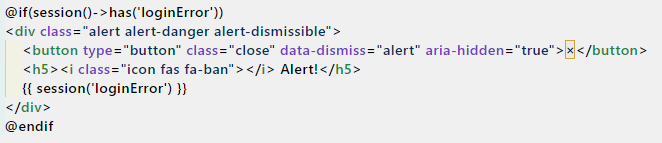 @if(session()->has('loginError'))
<div class="alert alert-danger alert-dismissible">
<button type="button" class="close" data-dismiss="alert" aria-hidden="true">×</button>
<h5><i class="icon fas fa-ban"></i> Alert!</h5>
{{ session('loginError') }}
</div>
@endif